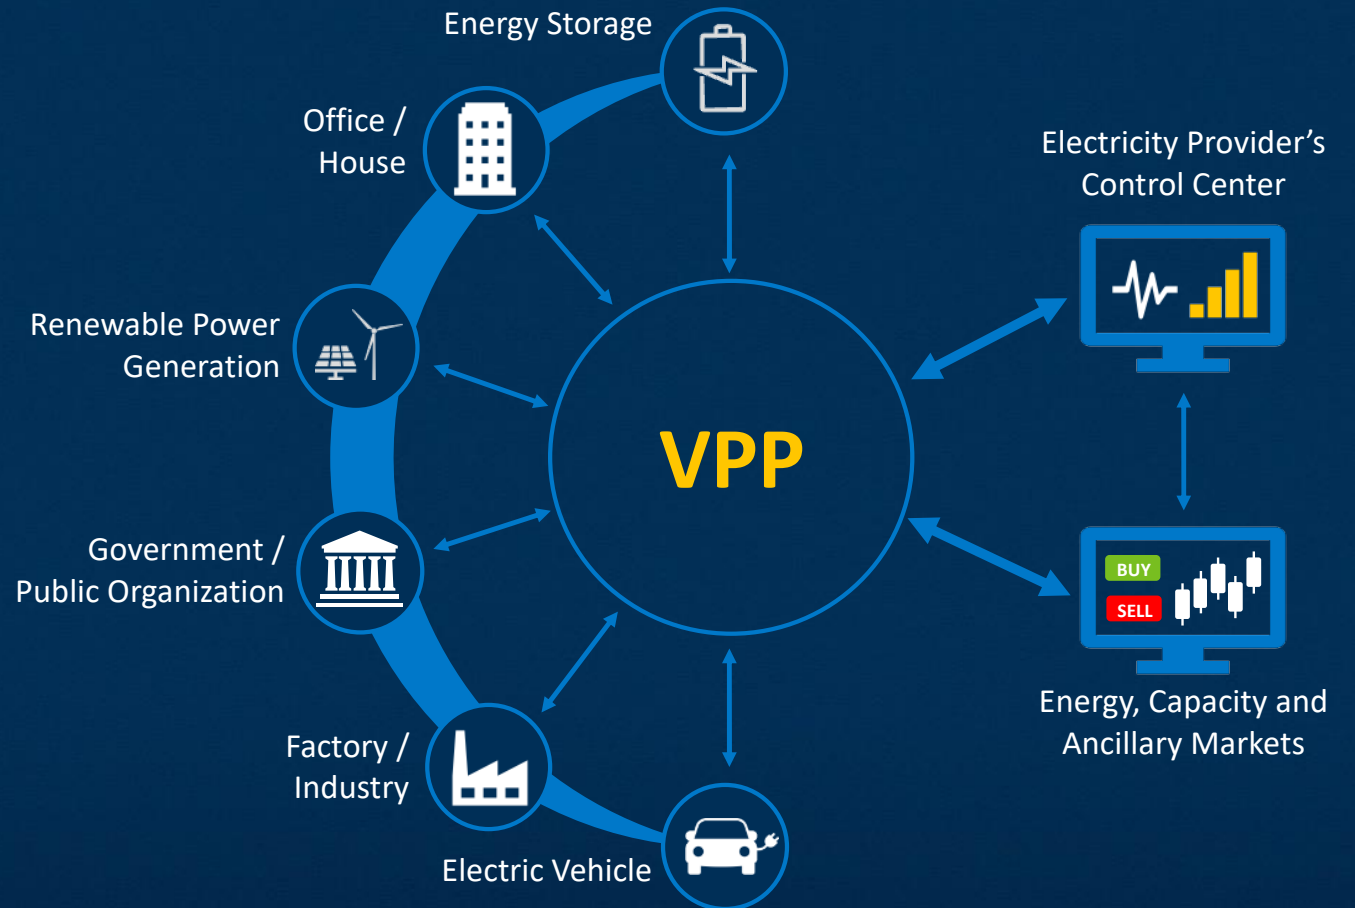 Energy Storage
Office /
House
Electricity Provider’s
Control Center
Renewable Power
Generation
VPP
Government /
Public Organization
BUY
SELL
Energy, Capacity and
Ancillary Markets
Factory /
Industry
Electric Vehicle